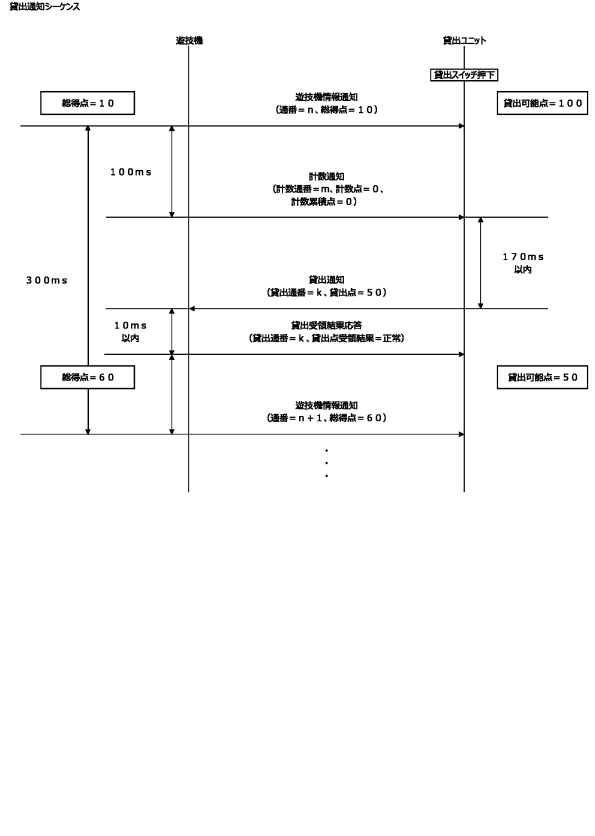 貸出通知シーケンス
遊技機
貸出ユニット
貸出スイッチ押下
総得点＝１０
遊技機情報通知
（通番＝ｎ、総得点＝１０）
貸出可能点＝１００
１００ｍｓ
計数通知
（計数通番＝ｍ、計数点＝０、
計数累積点＝０）
１７０ｍｓ
以内
３００ｍｓ
貸出通知
（貸出通番＝ｋ、貸出点＝５０）
１０ｍｓ
以内
貸出受領結果応答
（貸出通番＝ｋ、貸出点受領結果＝正常）
総得点＝６０
貸出可能点＝５０
遊技機情報通知
（通番＝ｎ＋１、総得点＝６０）
・
・
・